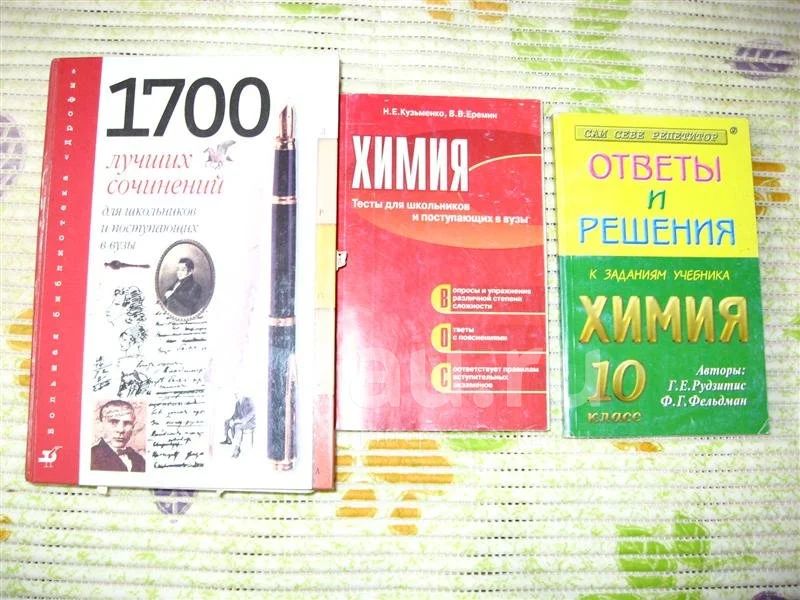 Большая библиотека «Дрофа»
1700
лучших
сочинений
для школьников
и поступающих
в вузы
Н.Е.Кузьменко, В.В.Еремин
ХИМИЯ
Тесты для школьников
и поступающих в вузы
Вопросы и упражнения
различной степени
сложности
Ответы
с пояснениями
Соответствует правилам
вступительных
экзаменов
САМ СЕБЕ РЕПЕТИТОР
ОТВЕТЫ
И
РЕШЕНИЯ
К ЗАДАНИЯМ УЧЕБНИКА
ХИМИЯ
10
класс
Авторы:
Г.Е.Рудзитис
Ф.Г.Фельдман